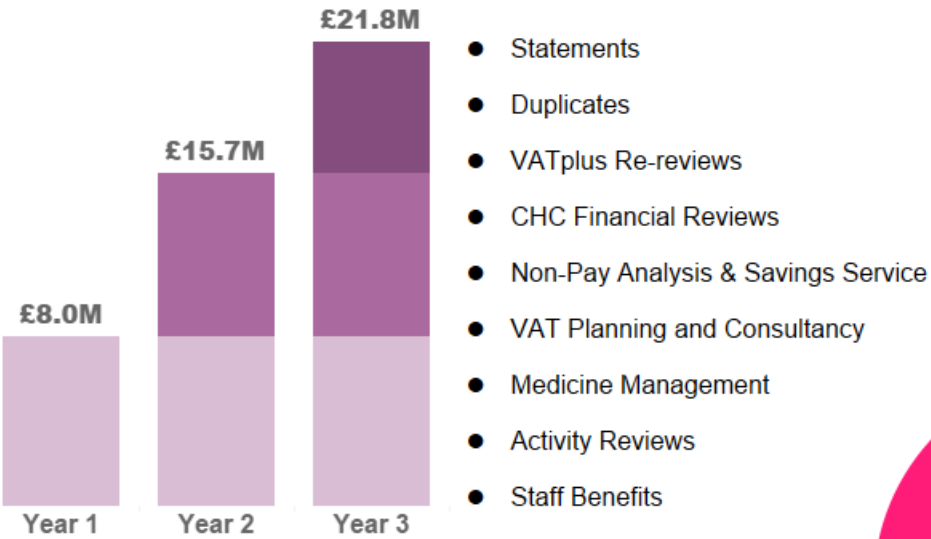 £21.8M
£15.7M
£8.0M
Year 1
Year 2
Year 3
● Statements
● Duplicates
● VATplus Re-reviews
● CHC Financial Reviews
● Non-Pay Analysis & Savings Service
● VAT Planning and Consultancy
● Medicine Management
● Activity Reviews
● Staff Benefits